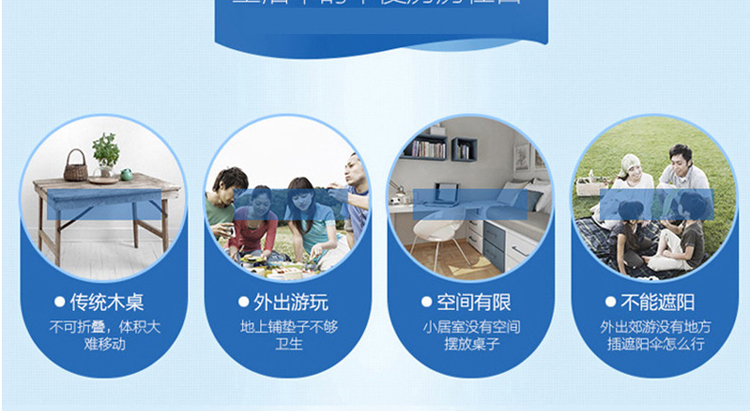 传统木桌
不可折叠，体积大
难移动
外出游玩
地上铺垫子不够
卫生
空间有限
小居室没有空间
摆放桌子
不能遮阳
外出郊游没有地方
插遮阳伞怎么行